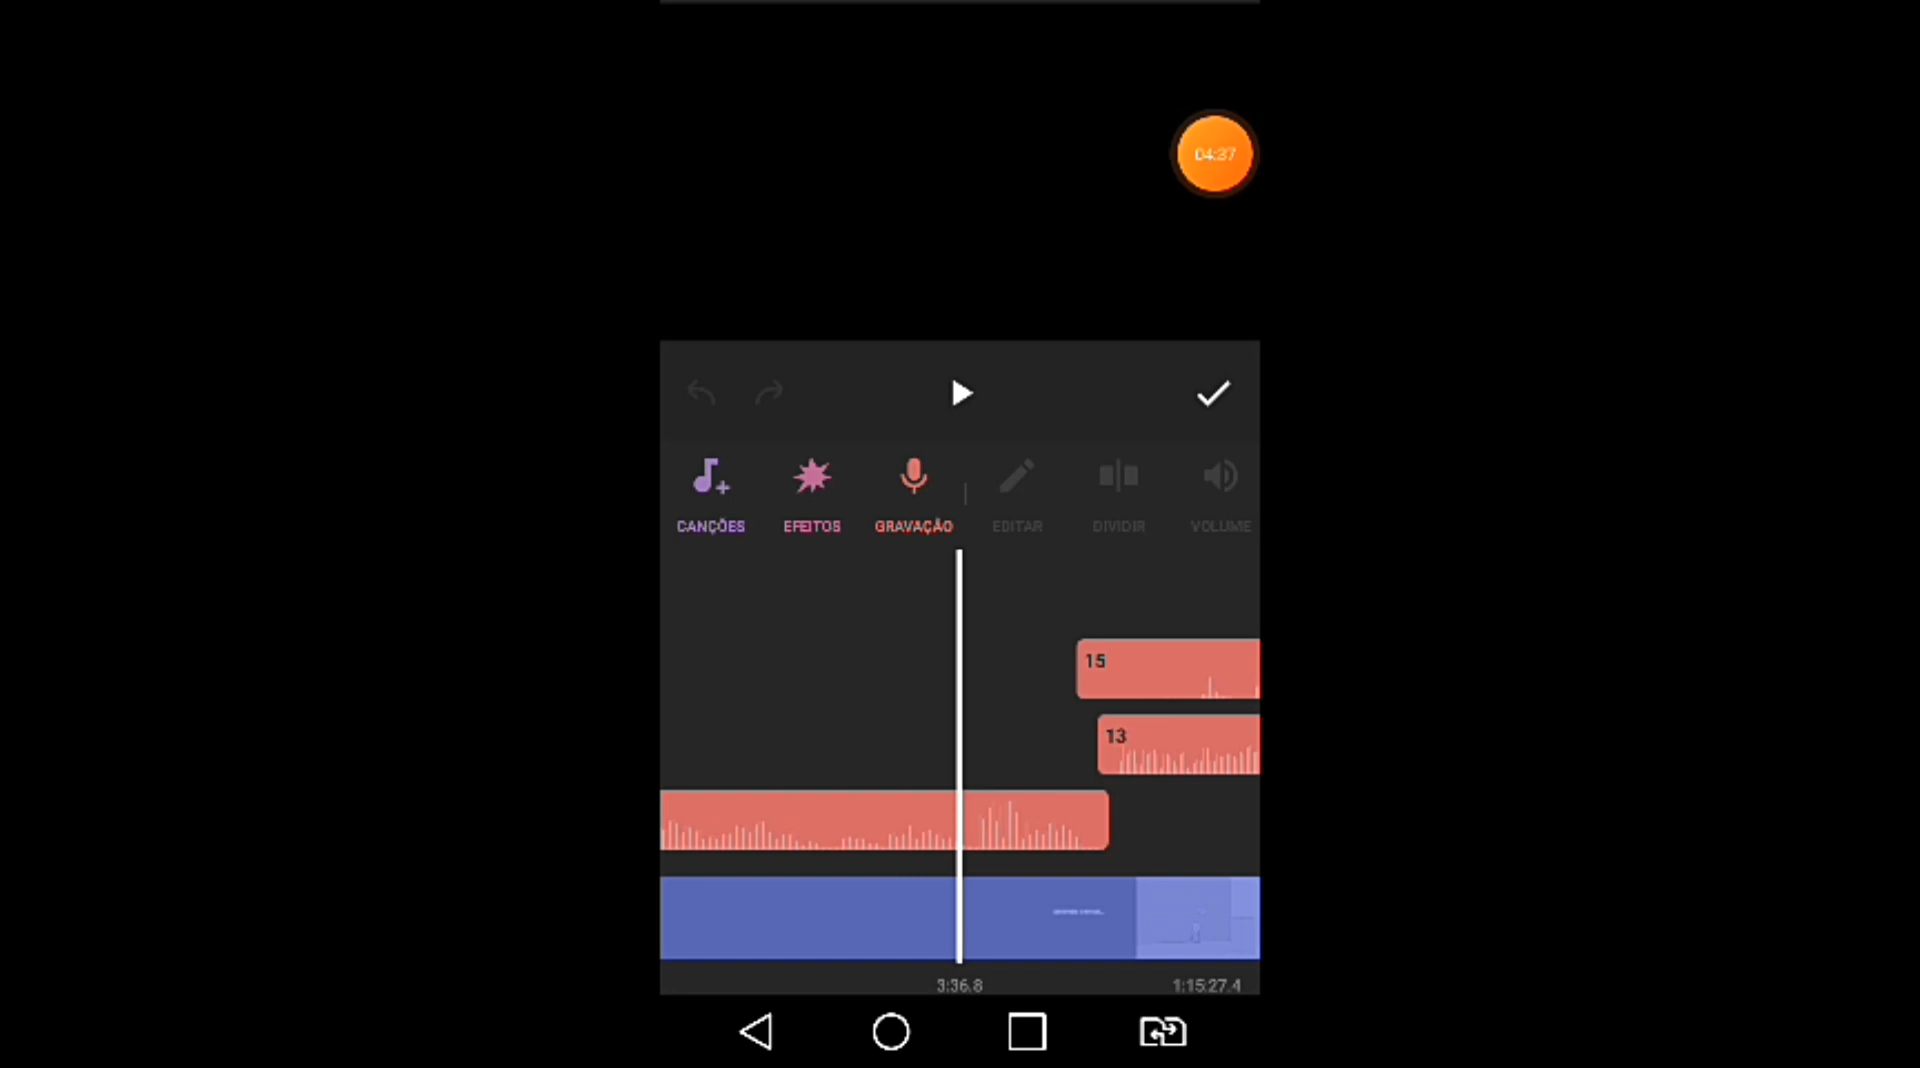 04:37
CANÇÕES EFEITOS GRAVAÇÃO EDITAR DIVIDIR VOLUME
15
13
3:36.8 1:15:27.4